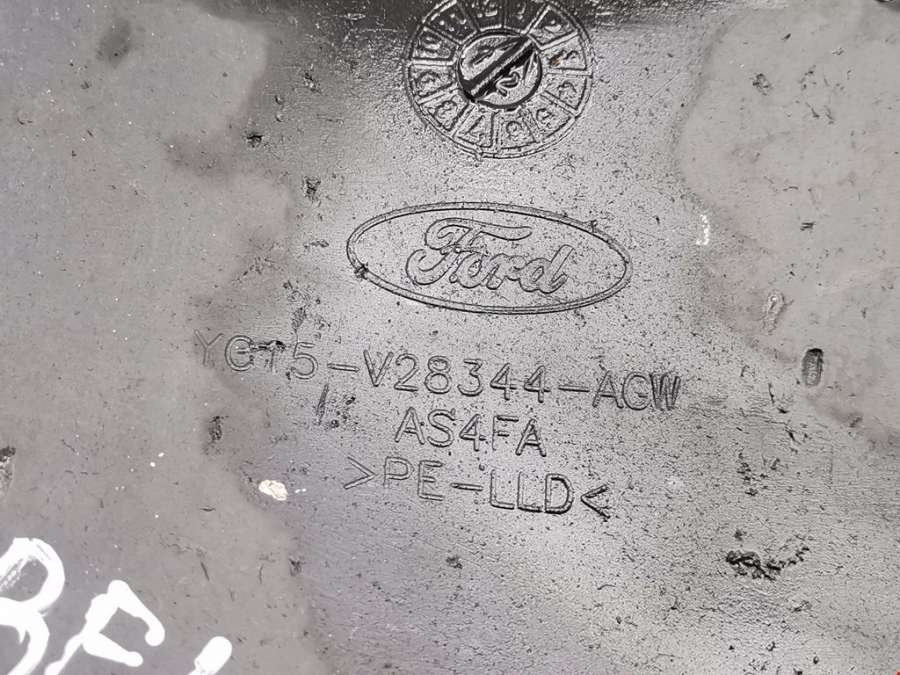 Ford
YC15-V28344-ACW
AS4FA
>PE-LLD<